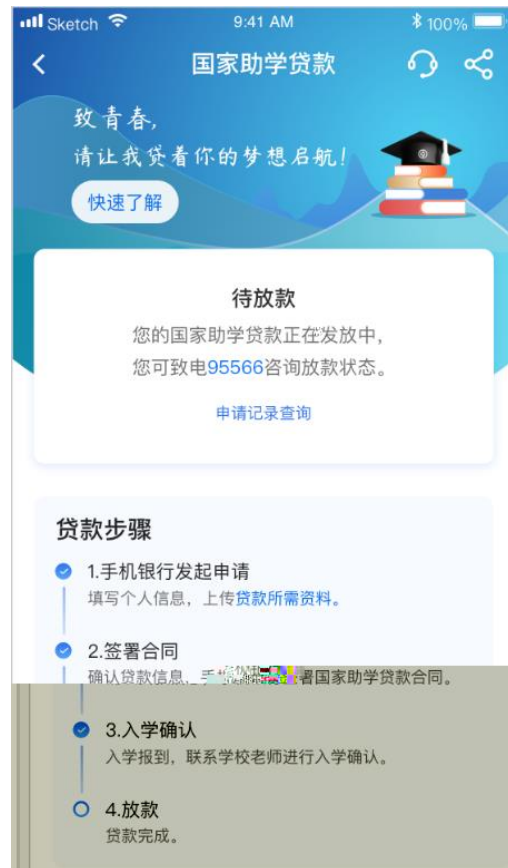 Sketch 9:41 AM 100%
国家助学贷款
致青春,
请让我贷着你的梦想启航!
快速了解
待放款
您的国家助学贷款正在发放中，
您可致电95566咨询放款状态。
申请记录查询
贷款步骤
1.手机银行发起申请
填写个人信息，上传贷款所需资料。
2.签署合同
确认贷款信息，手 署国家助学贷款合同。
3.入学确认
入学报到，联系学校老师进行入学确认。
4.放款
贷款完成。